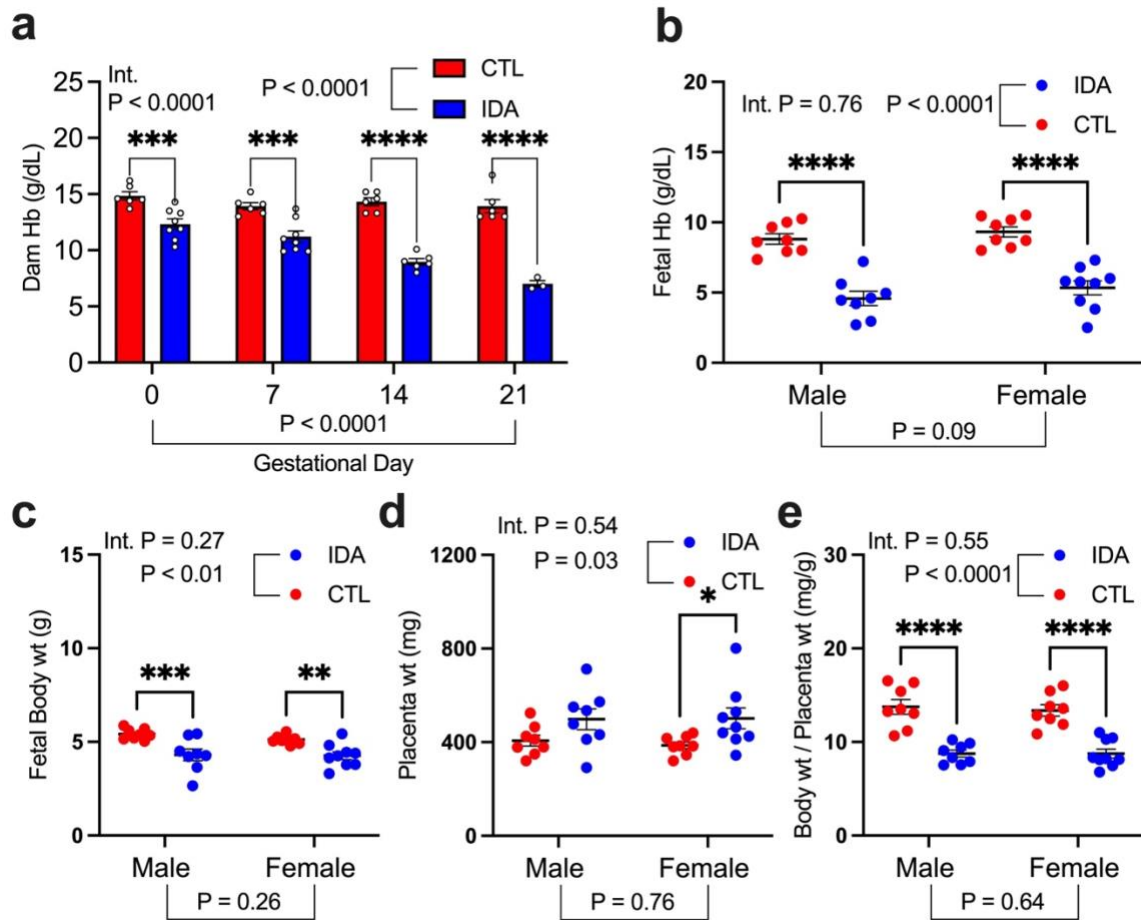 a
Int.
P < 0.0001
P < 0.0001
CTL
IDA
Dam Hb (g/dL)
25
20
15
10
5
0
*** *** **** ****
0 7 14 21
P < 0.0001
Gestational Day
b
Int. P = 0.76
P < 0.0001
IDA
CTL
Fetal Hb (g/dL)
20
15
10
5
0
**** ****
Male Female
P = 0.09
c
Int. P = 0.27
P < 0.01
IDA
CTL
Fetal Body wt (g)
15
10
5
0
*** **
Male Female
P = 0.26
d
Int. P = 0.54
P = 0.03
IDA
CTL
Placenta wt (mg)
1200
800
400
0
*
Male Female
P = 0.76
e
Int. P = 0.55
P < 0.0001
IDA
CTL
Body wt / Placenta wt (mg/g)
30
20
10
0
**** ****
Male Female
P = 0.64